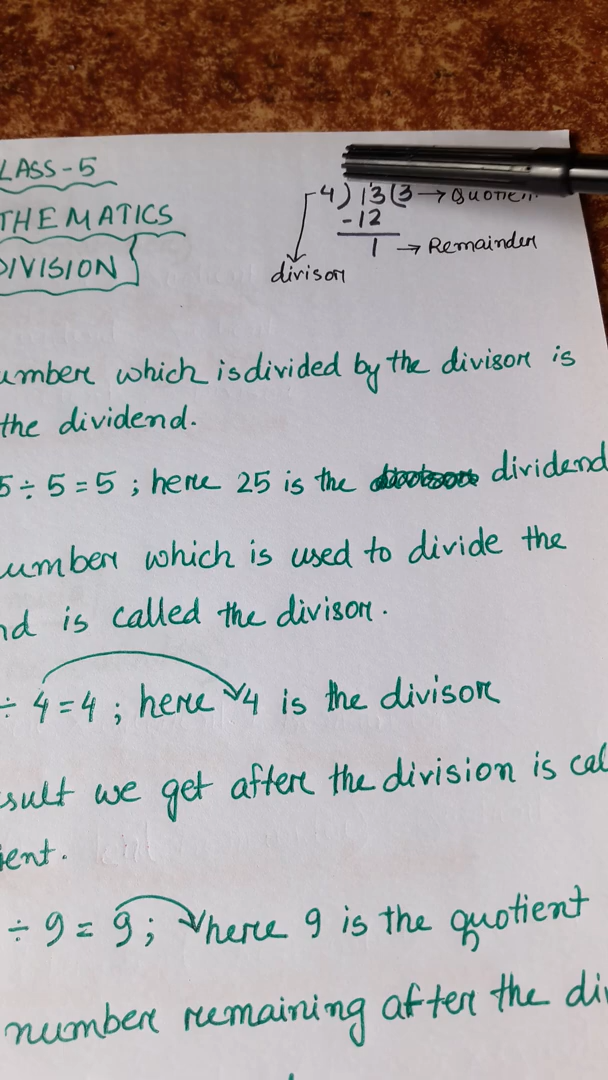 LASS-5
THEMATICS
DIVISION
4)13(3→Quotien
-12
1 → Remainder
divisor
umber which is divided by the divisor is
the dividend.
5 ÷ 5 = 5 ; here 25 is the dividend
umber which is used to divide the
nd is called the divisor.
÷ 4 = 4 ; here 4 is the divisor
sult we get after the division is cal
ient.
÷ 9 = 9 ; here 9 is the quotient
number remaining after the di